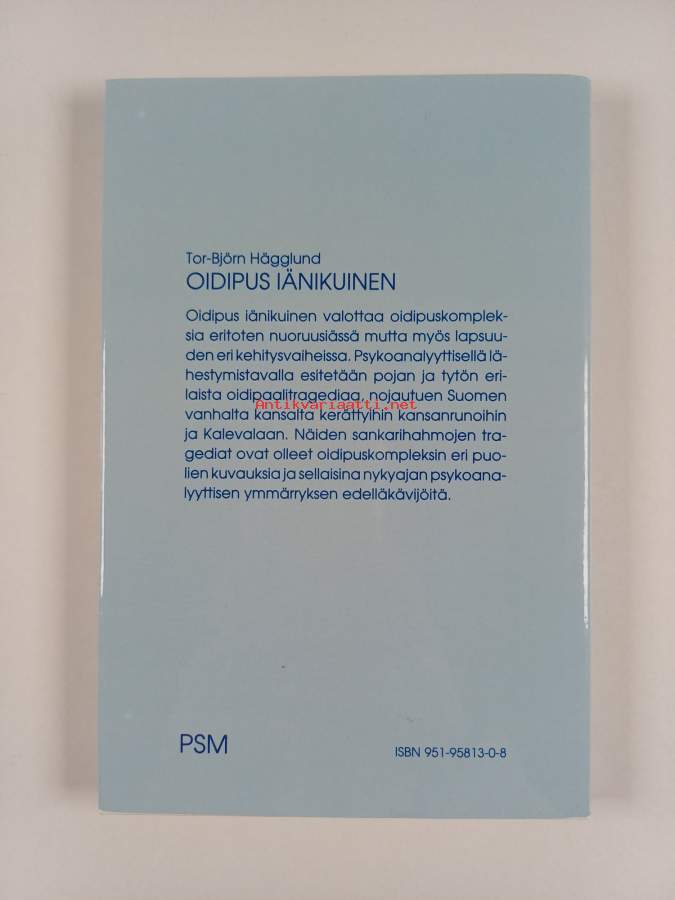 Tor-Björn Hägglund
OIDIPUS IÄNIKUINEN
Oidipus iänikuinen valottaa oidipuskomplek-
sia eritoten nuoruusiässä mutta myös lapsuu-
den eri kehitysvaiheissa. Psykoanalyyttisellä lä-
hestymistavalla esitetään pojan ja tytön eri-
laista oidipaalitragediaa, nojautuen Suomen
vanhalta kansalta kerättyihin kansanrunoihin
Antikvariaatti.net
ja Kalevalaan. Näiden sankarihahmojen tra-
gediat ovat olleet oidipuskompleksin eri puo-
lien kuvauksia ja sellaisina nykyajan psykoana-
lyyttisen ymmärryksen edelläkävijöitä.
PSM
ISBN 951-95813-0-8